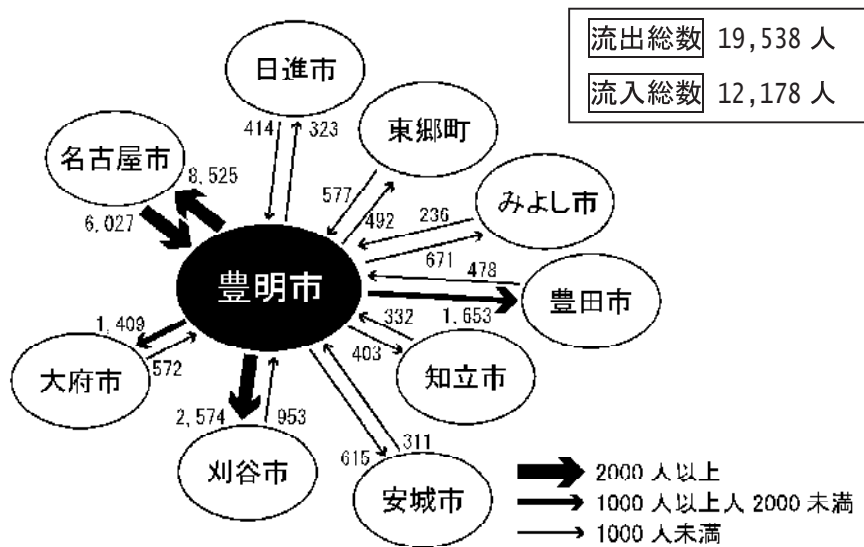 流出総数 19,538 人
流入総数 12,178 人
日進市
414
323
東郷町
名古屋市
8,525
6,027
577
492
みよし市
236
671
478
豊明市
豊田市
1,653
332
403
知立市
1,409
572
大府市
2,574
953
刈谷市
615
311
安城市
2000 人以上
1000 人以上人 2000 未満
1000 人未満